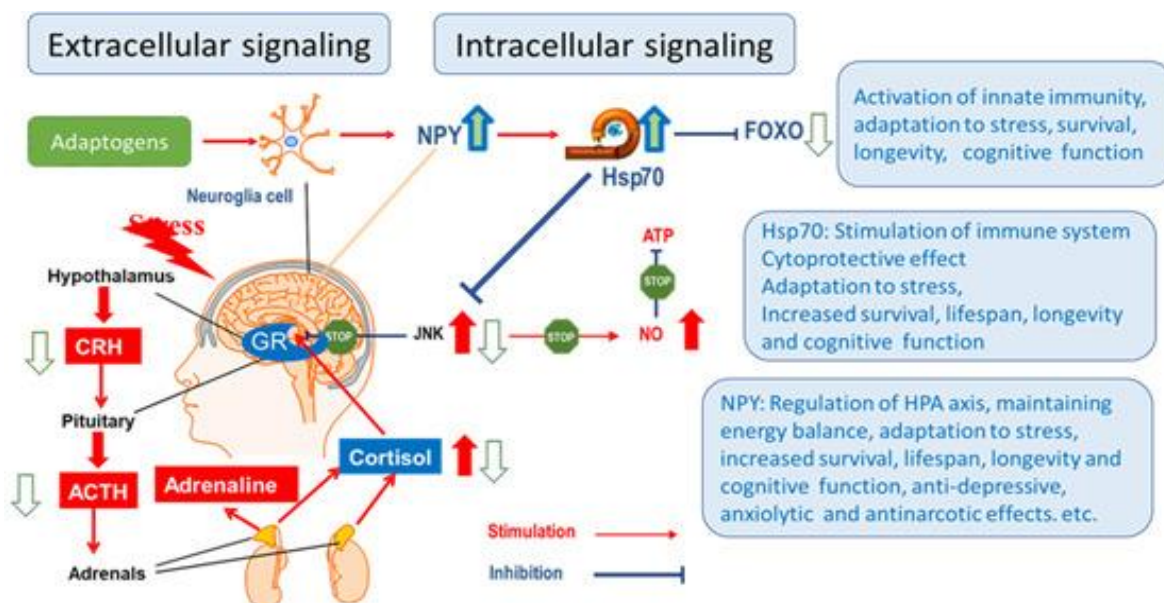 Extracellular signaling
Intracellular signaling
Adaptogens
Neuroglia cell
NPY
Hsp70
FOXO
Activation of innate immunity,
adaptation to stress, survival,
longevity, cognitive function
Stress
Hypothalamus
CRH
Pituitary
ACTH
Adrenals
Adrenaline
GR
STOP
JNK
STOP
NO
STOP
ATP
Cortisol
Hsp70: Stimulation of immune system
Cytoprotective effect
Adaptation to stress,
Increased survival, lifespan, longevity
and cognitive function
NPY: Regulation of HPA axis, maintaining
energy balance, adaptation to stress,
increased survival, lifespan, longevity and
cognitive function, anti-depressive,
anxiolytic and antinarcotic effects. etc.
Stimulation
Inhibition